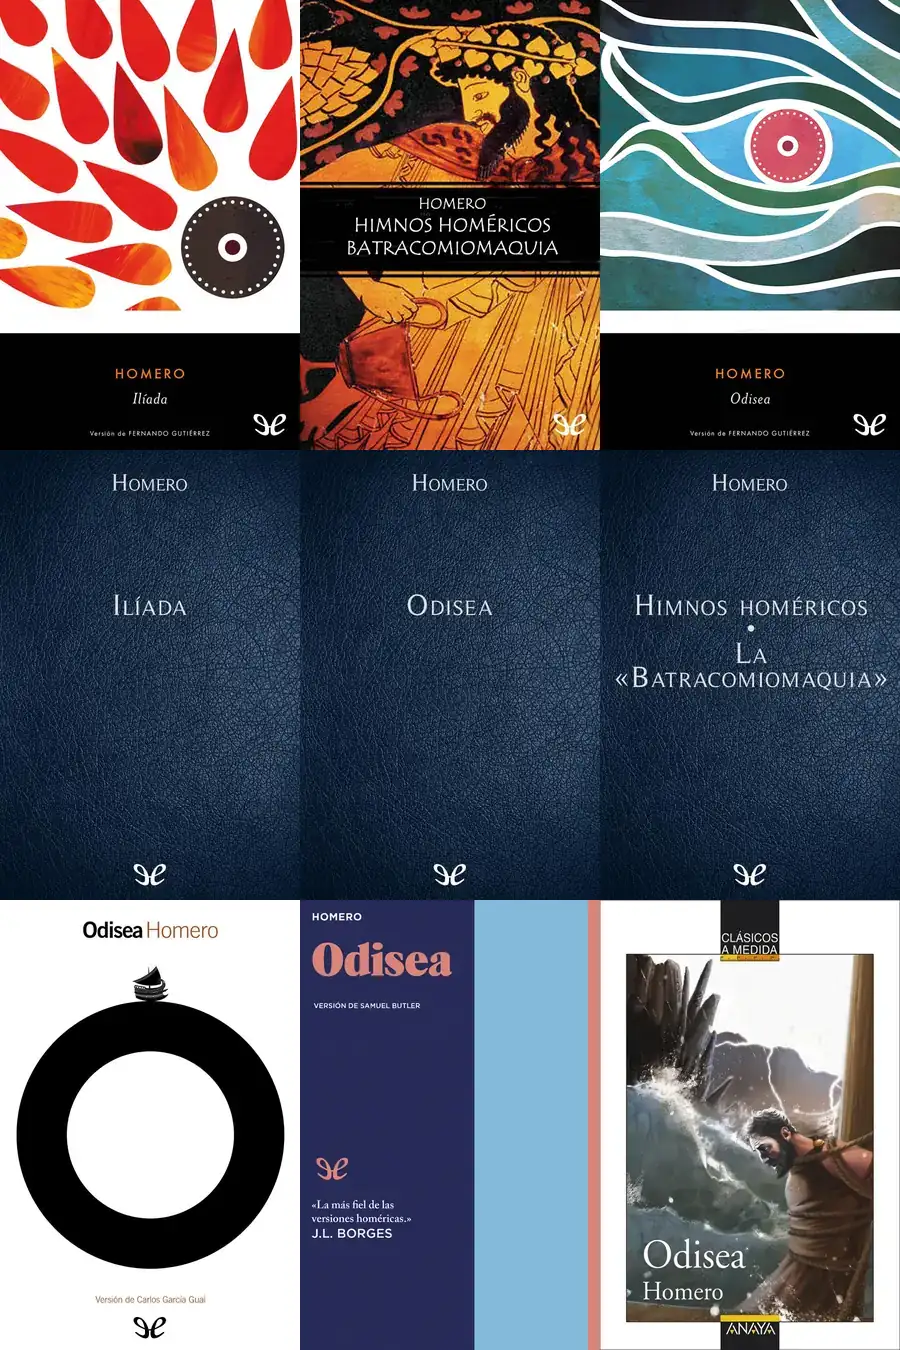 HOMERO
Ilíada
Versión de FERNANDO GUTIÉRREZ
HOMERO
HIMNOS HOMÉRICOS
BATRACOMIOMAQUIA
HOMERO
Odisea
Versión de FERNANDO GUTIÉRREZ
HOMERO
ILÍADA
HOMERO
ODISEA
HOMERO
HIMNOS HOMÉRICOS
•
LA
«BATRACOMIOMAQUIA»
Odisea Homero
Versión de Carlos García Gual
HOMERO
Odisea
VERSIÓN DE SAMUEL BUTLER
«La más fiel de las
versiones homéricas.»
J.L. BORGES
CLÁSICOS
A MEDIDA
Odisea
Homero
ANAYA